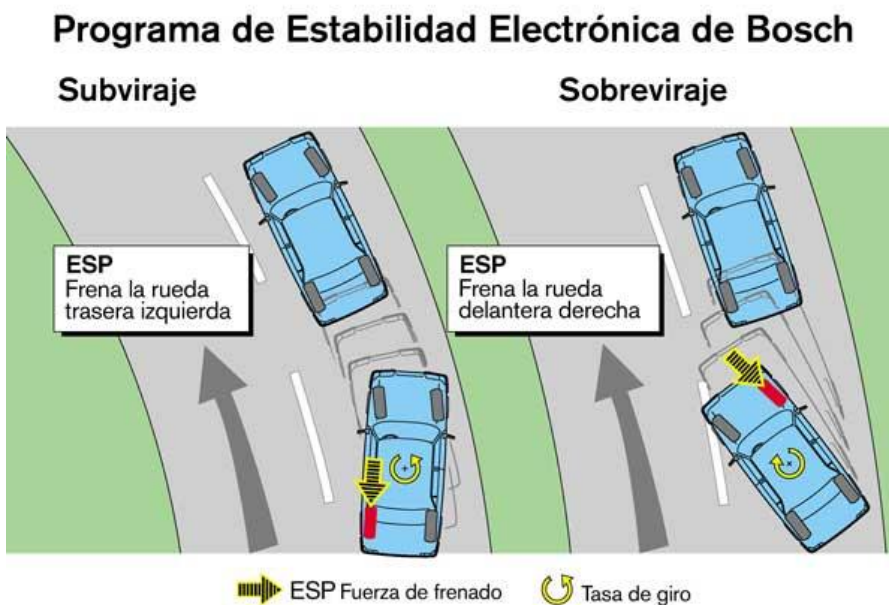 Programa de Estabilidad Electrónica de Bosch
Subviraje
Sobreviraje
ESP
Frena la rueda
trasera izquierda
ESP
Frena la rueda
delantera derecha
ESP Fuerza de frenado
Tasa de giro